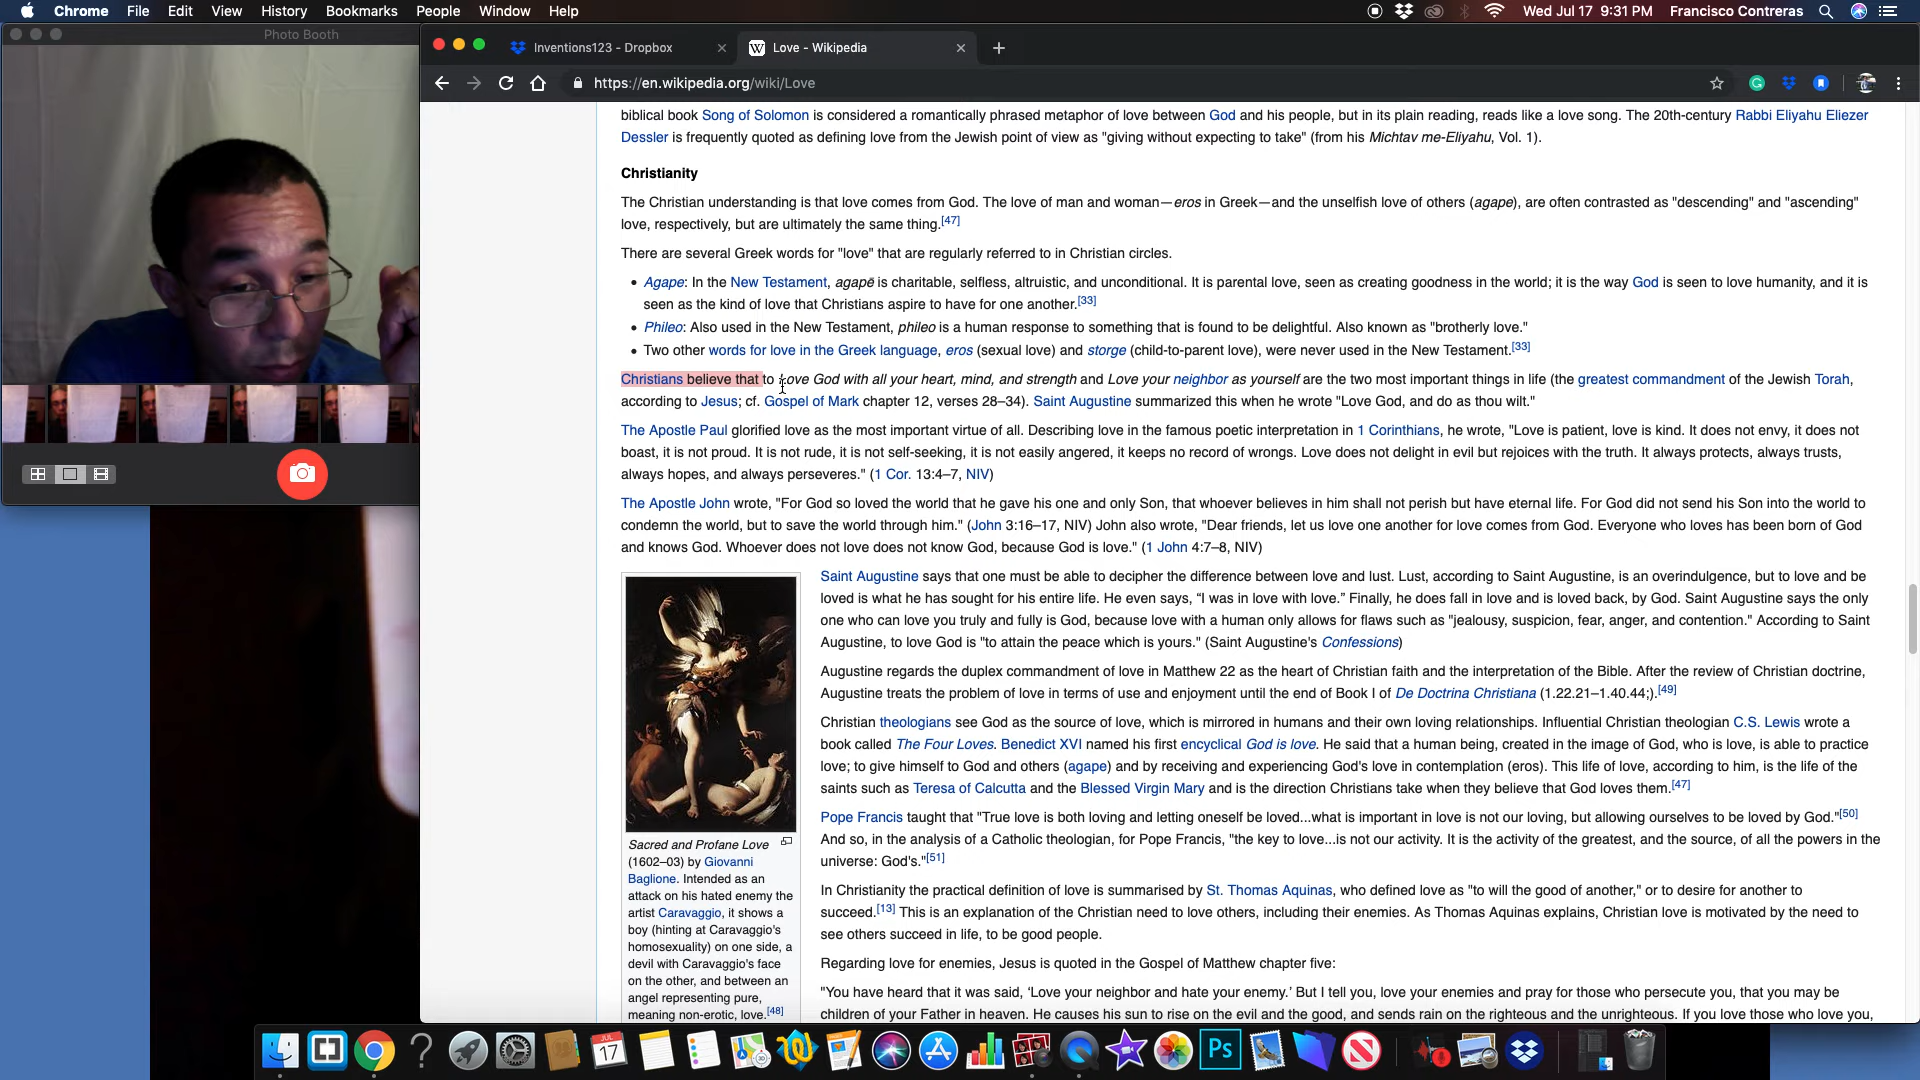 Chrome File Edit View History Bookmarks People Window Help Wed Jul 17 9:31 PM Francisco Contreras
Photo Booth
Inventions123 - Dropbox Love - Wikipedia
https://en.wikipedia.org/wiki/Love
biblical book Song of Solomon is considered a romantically phrased metaphor of love between God and his people, but in its plain reading, reads like a love song. The 20th-century Rabbi Eliyahu Eliezer
Dessler is frequently quoted as defining love from the Jewish point of view as "giving without expecting to take" (from his Michtav me-Eliyahu, Vol. 1).
Christianity
The Christian understanding is that love comes from God. The love of man and woman—eros in Greek—and the unselfish love of others (agape), are often contrasted as "descending" and "ascending"
love, respectively, but are ultimately the same thing.[47]
There are several Greek words for "love" that are regularly referred to in Christian circles.
• Agape: In the New Testament, agapē is charitable, selfless, altruistic, and unconditional. It is parental love, seen as creating goodness in the world; it is the way God is seen to love humanity, and it is
seen as the kind of love that Christians aspire to have for one another.[33]
• Phileo: Also used in the New Testament, phileo is a human response to something that is found to be delightful. Also known as "brotherly love."
• Two other words for love in the Greek language, eros (sexual love) and storge (child-to-parent love), were never used in the New Testament.[33]
Christians believe that to Love God with all your heart, mind, and strength and Love your neighbor as yourself are the two most important things in life (the greatest commandment of the Jewish Torah,
according to Jesus; cf. Gospel of Mark chapter 12, verses 28–34). Saint Augustine summarized this when he wrote "Love God, and do as thou wilt."
The Apostle Paul glorified love as the most important virtue of all. Describing love in the famous poetic interpretation in 1 Corinthians, he wrote, "Love is patient, love is kind. It does not envy, it does not
boast, it is not proud. It is not rude, it is not self-seeking, it is not easily angered, it keeps no record of wrongs. Love does not delight in evil but rejoices with the truth. It always protects, always trusts,
always hopes, and always perseveres." (1 Cor. 13:4–7, NIV)
The Apostle John wrote, "For God so loved the world that he gave his one and only Son, that whoever believes in him shall not perish but have eternal life. For God did not send his Son into the world to
condemn the world, but to save the world through him." (John 3:16–17, NIV) John also wrote, "Dear friends, let us love one another for love comes from God. Everyone who loves has been born of God
and knows God. Whoever does not love does not know God, because God is love." (1 John 4:7–8, NIV)
Saint Augustine says that one must be able to decipher the difference between love and lust. Lust, according to Saint Augustine, is an overindulgence, but to love and be
loved is what he has sought for his entire life. He even says, “I was in love with love.” Finally, he does fall in love and is loved back, by God. Saint Augustine says the only
one who can love you truly and fully is God, because love with a human only allows for flaws such as "jealousy, suspicion, fear, anger, and contention." According to Saint
Augustine, to love God is "to attain the peace which is yours." (Saint Augustine's Confessions)
Augustine regards the duplex commandment of love in Matthew 22 as the heart of Christian faith and the interpretation of the Bible. After the review of Christian doctrine,
Augustine treats the problem of love in terms of use and enjoyment until the end of Book I of De Doctrina Christiana (1.22.21–1.40.44;).[49]
Christian theologians see God as the source of love, which is mirrored in humans and their own loving relationships. Influential Christian theologian C.S. Lewis wrote a
book called The Four Loves. Benedict XVI named his first encyclical God is love. He said that a human being, created in the image of God, who is love, is able to practice
love; to give himself to God and others (agape) and by receiving and experiencing God's love in contemplation (eros). This life of love, according to him, is the life of the
saints such as Teresa of Calcutta and the Blessed Virgin Mary and is the direction Christians take when they believe that God loves them.[47]
Pope Francis taught that "True love is both loving and letting oneself be loved...what is important in love is not our loving, but allowing ourselves to be loved by God."[50]
And so, in the analysis of a Catholic theologian, for Pope Francis, "the key to love...is not our activity. It is the activity of the greatest, and the source, of all the powers in the
universe: God's."[51]
In Christianity the practical definition of love is summarised by St. Thomas Aquinas, who defined love as "to will the good of another," or to desire for another to
succeed.[13] This is an explanation of the Christian need to love others, including their enemies. As Thomas Aquinas explains, Christian love is motivated by the need to
see others succeed in life, to be good people.
Regarding love for enemies, Jesus is quoted in the Gospel of Matthew chapter five:
"You have heard that it was said, ‘Love your neighbor and hate your enemy.’ But I tell you, love your enemies and pray for those who persecute you, that you may be
children of your Father in heaven. He causes his sun to rise on the evil and the good, and sends rain on the righteous and the unrighteous. If you love those who love you,
Sacred and Profane Love
(1602–03) by Giovanni
Baglione. Intended as an
attack on his hated enemy the
artist Caravaggio, it shows a
boy (hinting at Caravaggio's
homosexuality) on one side, a
devil with Caravaggio's face
on the other, and between an
angel representing pure,
meaning non-erotic, love.[48]
JUL
17
Ps